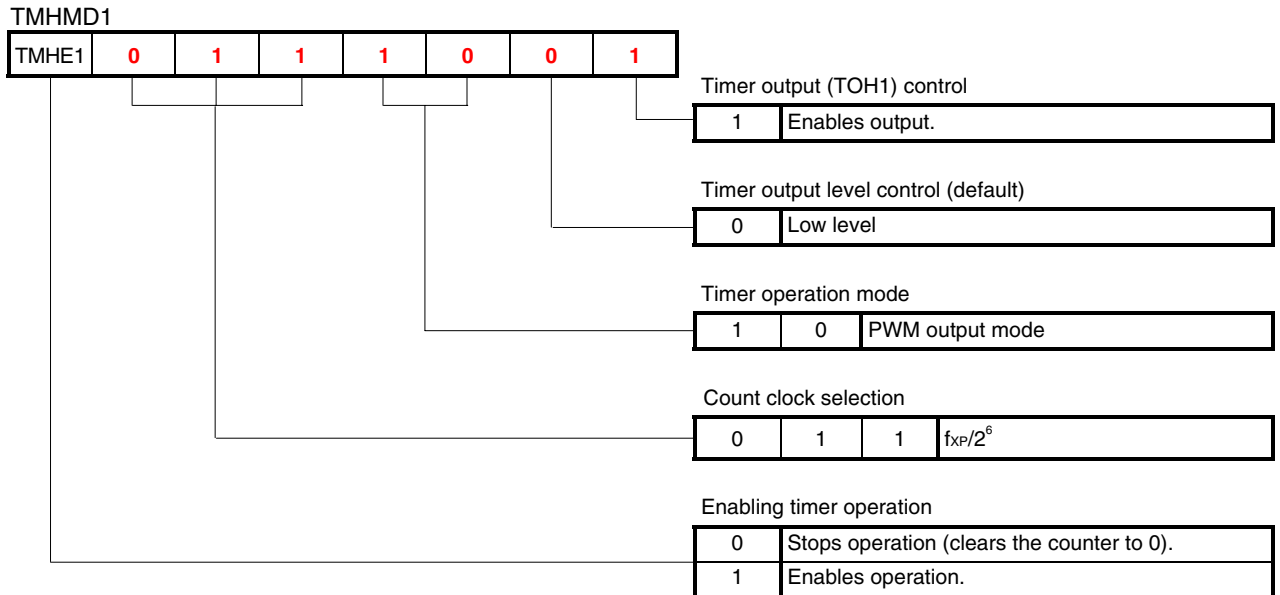 TMHMD1
TMHE1 0 1 1 1 0 0 1
Timer output (TOH1) control
1 Enables output.
Timer output level control (default)
0 Low level
Timer operation mode
1 0 PWM output mode
Count clock selection
0 1 1 fXP/2⁶
Enabling timer operation
0 Stops operation (clears the counter to 0).
1 Enables operation.